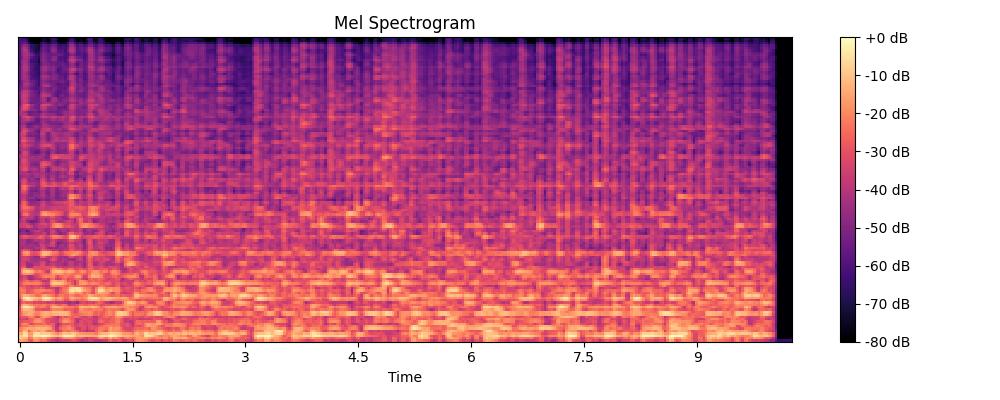 Mel Spectrogram
+0 dB
-10 dB
-20 dB
-30 dB
-40 dB
-50 dB
-60 dB
-70 dB
-80 dB
0 1.5 3 4.5 6 7.5 9
Time